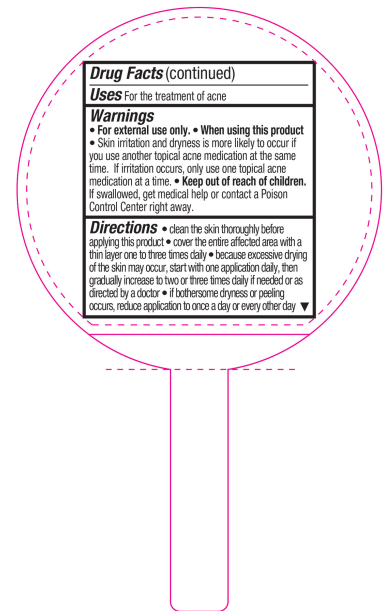 Drug Facts (continued)
Uses For the treatment of acne
Warnings
• For external use only. • When using this product
• Skin irritation and dryness is more likely to occur if
you use another topical acne medication at the same
time. If irritation occurs, only use one topical acne
medication at a time. • Keep out of reach of children.
If swallowed, get medical help or contact a Poison
Control Center right away.
Directions • clean the skin thoroughly before
applying this product • cover the entire affected area with a
thin layer one to three times daily • because excessive drying
of the skin may occur, start with one application daily, then
gradually increase to two or three times daily if needed or as
directed by a doctor • if bothersome dryness or peeling
occurs, reduce application to once a day or every other day ▼